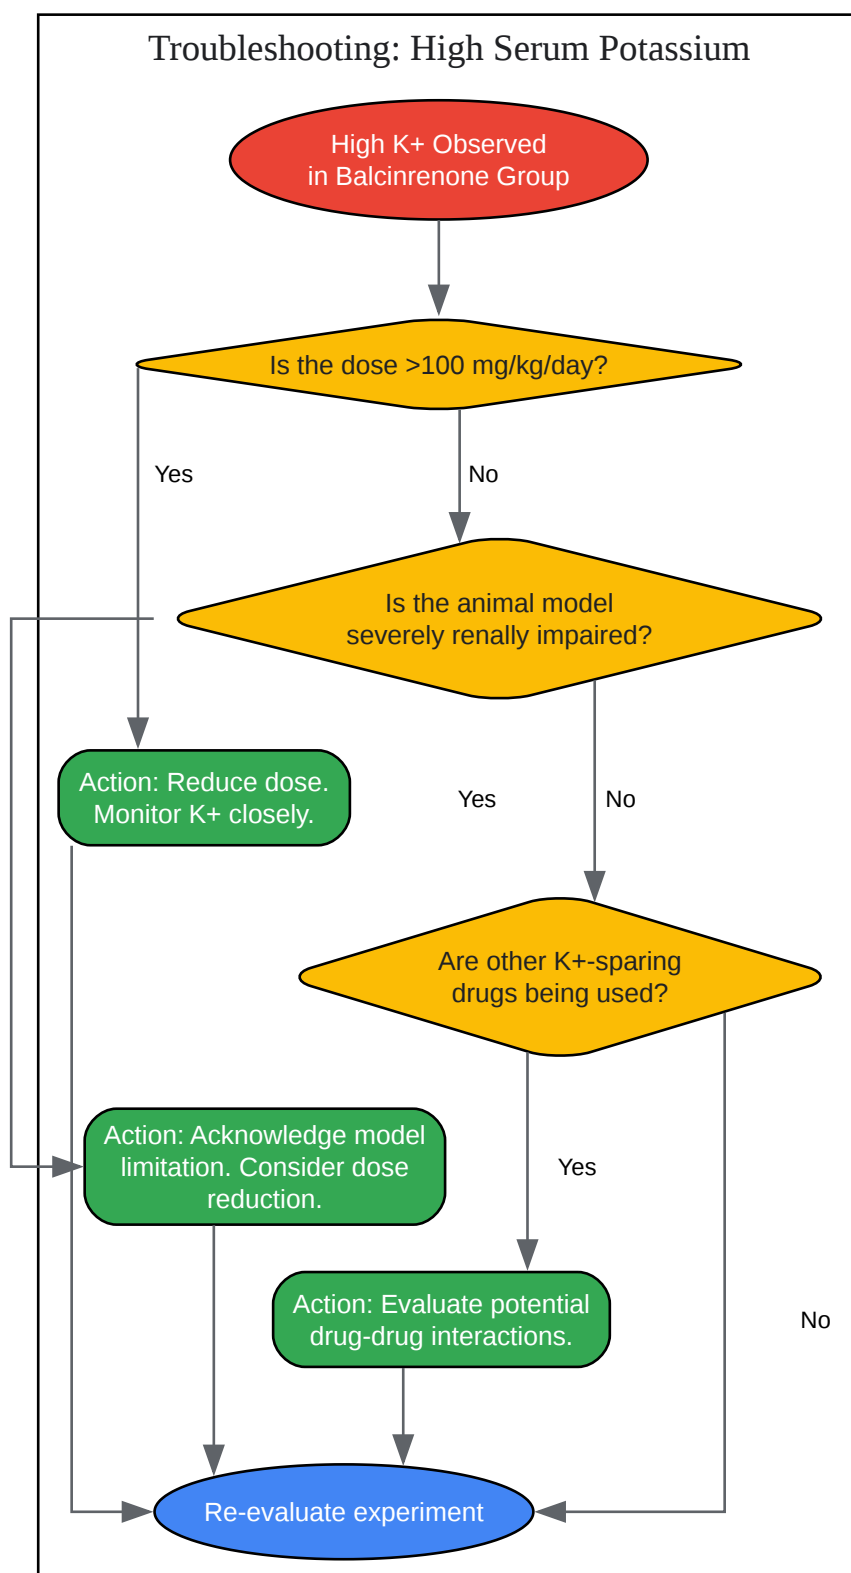 Troubleshooting: High Serum Potassium
High K+ Observed
in Balcinrenone Group
Is the dose >100 mg/kg/day?
Yes
No
Is the animal model
severely renally impaired?
Action: Reduce dose.
Monitor K+ closely.
Yes
No
Are other K+-sparing
drugs being used?
Action: Acknowledge model
limitation. Consider dose
reduction.
Yes
Action: Evaluate potential
drug-drug interactions.
No
Re-evaluate experiment